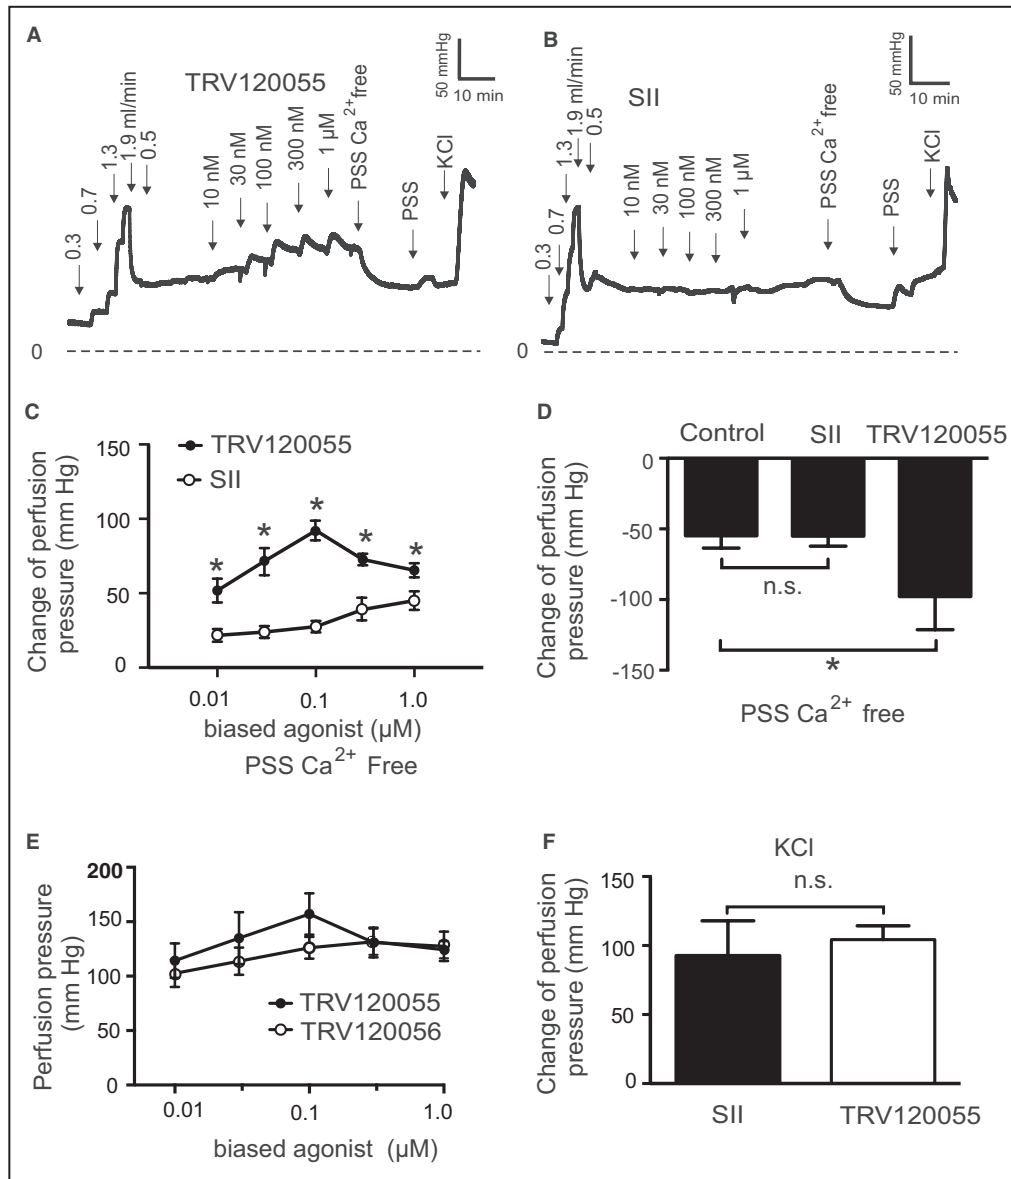 A
TRV120055
50 mmHg
10 min
0.3
0.7
1.3
1.9 ml/min
0.5
10 nM
30 nM
100 nM
300 nM
1 µM
PSS Ca2+free
PSS
KCl
0
B
SII
50 mmHg
10 min
0.3
0.7
1.3
1.9 ml/min
0.5
10 nM
30 nM
100 nM
300 nM
1 µM
PSS Ca2+free
PSS
KCl
0
C
TRV120055
SII
Change of perfusion
pressure (mm Hg)
150
100
50
0
* * * * *
0.01 0.1 1.0
biased agonist (µM)
PSS Ca2+ Free
D
Control SII TRV120055
Change of perfusion
pressure (mm Hg)
0
-50
-100
-150
n.s.
*
PSS Ca2+ free
E
Perfusion pressure
(mm Hg)
200
150
100
50
0
TRV120055
TRV120056
0.01 0.1 1.0
biased agonist (µM)
F
KCl
n.s.
Change of perfusion
pressure (mm Hg)
150
100
50
0
SII TRV120055